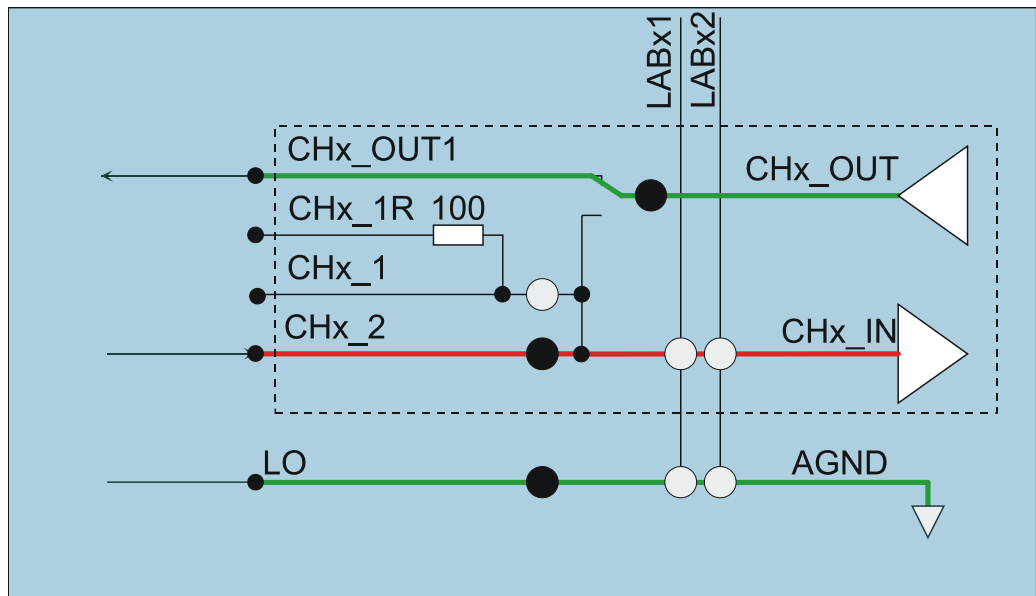 LABx1
LABx2
CHx_OUT1
CHx_OUT
CHx_1R 100
CHx_1
CHx_2
CHx_IN
LO
AGND